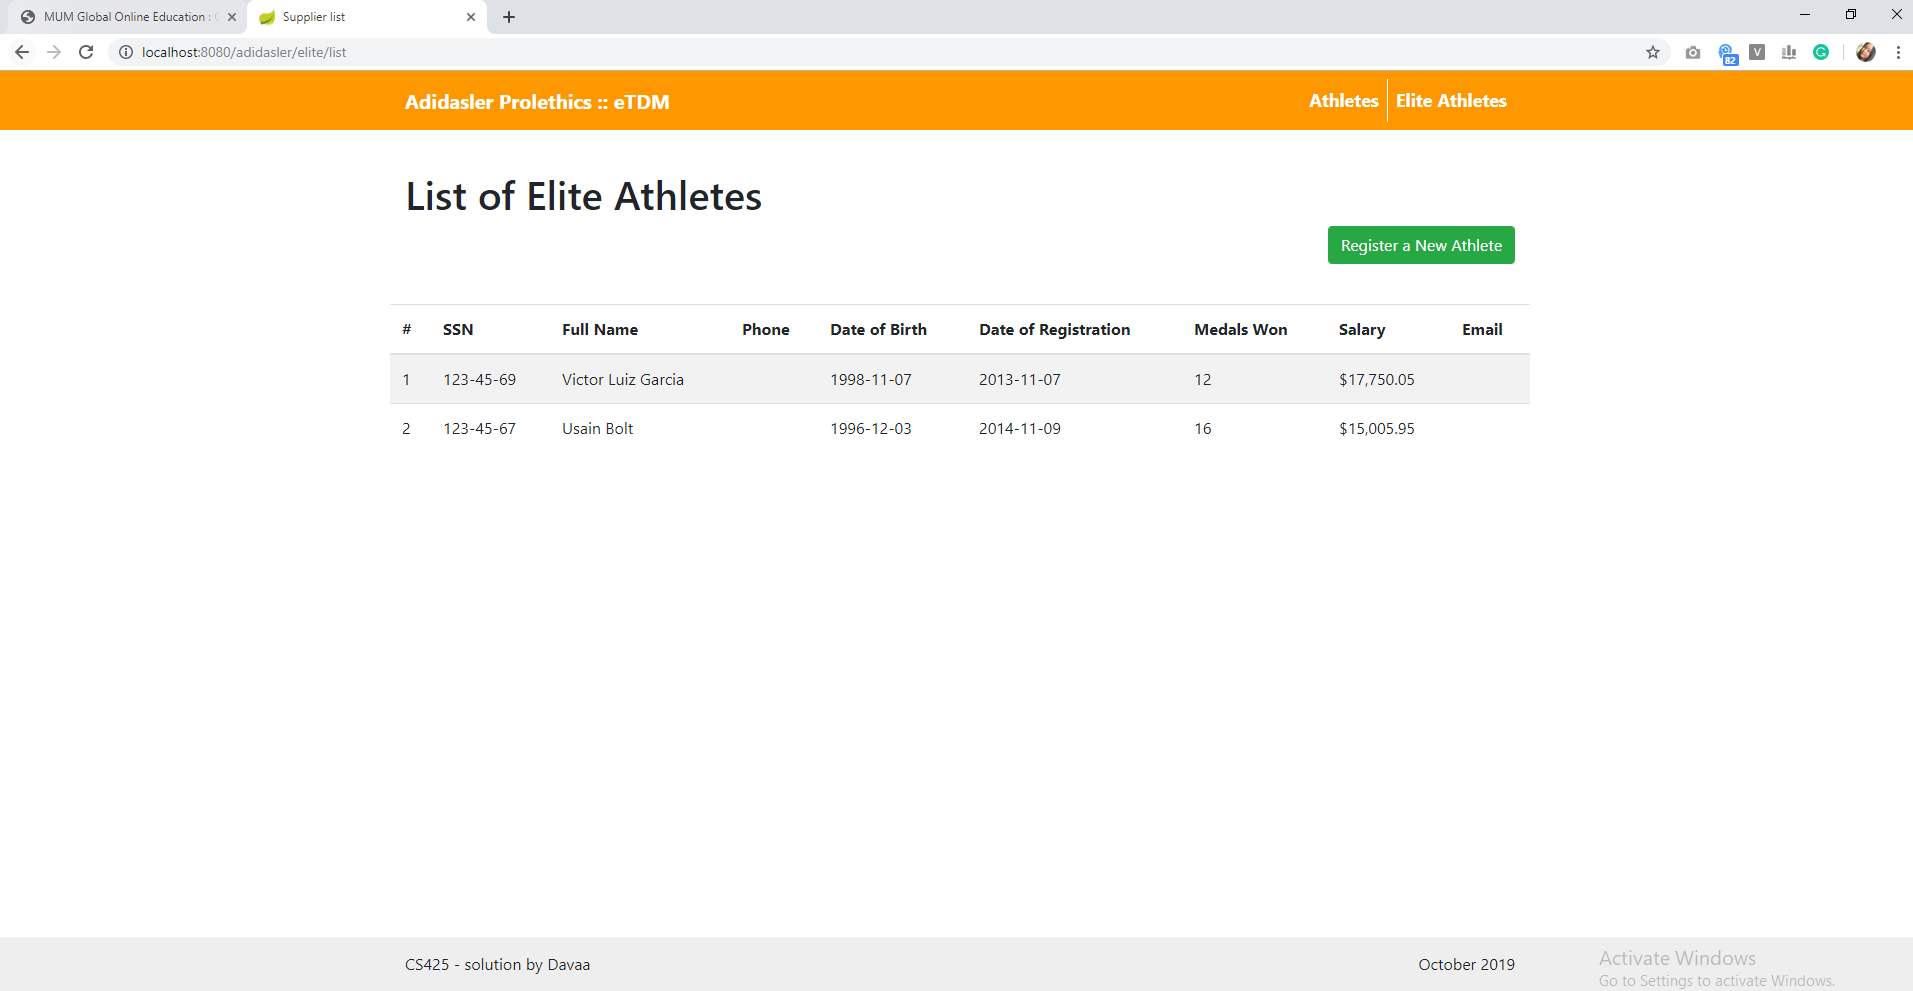 MUM Global Online Education :
Supplier list
localhost:8080/adidasler/elite/list
V
82
Adidasler Prolethics :: eTDM
Athletes
Elite Athletes
List of Elite Athletes
Register a New Athlete
# SSN Full Name Phone Date of Birth Date of Registration Medals Won Salary Email
1 123-45-69 Victor Luiz Garcia 1998-11-07 2013-11-07 12 $17,750.05
2 123-45-67 Usain Bolt 1996-12-03 2014-11-09 16 $15,005.95
CS425 - solution by Davaa
October 2019
Activate Windows
Go to Settings to activate Windows.